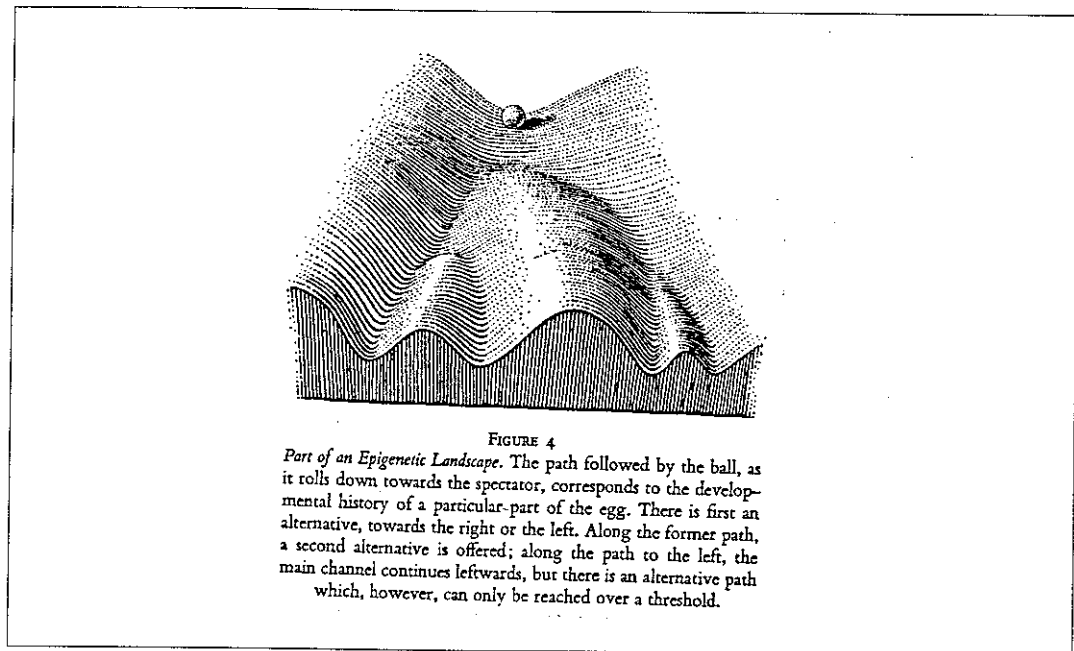 FIGURE 4
Part of an Epigenetic Landscape. The path followed by the ball, as
it rolls down towards the spectator, corresponds to the develop-
mental history of a particular-part of the egg. There is first an
alternative, towards the right or the left. Along the former path,
a second alternative is offered; along the path to the left, the
main channel continues leftwards, but there is an alternative path
which, however, can only be reached over a threshold.